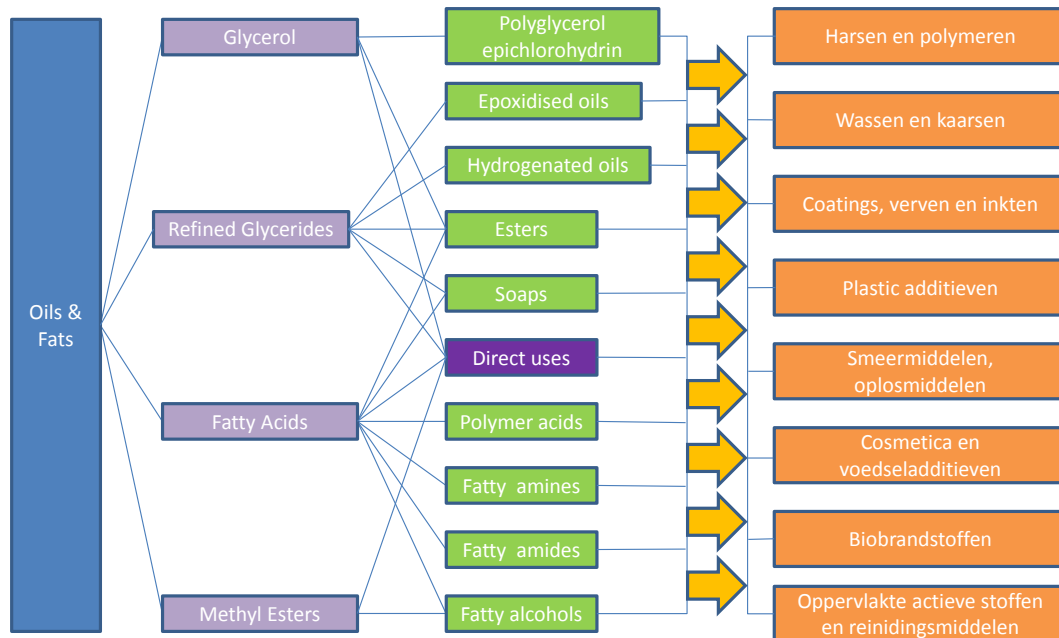 Oils &
Fats
Glycerol
Refined Glycerides
Fatty Acids
Methyl Esters
Polyglycerol
epichlorohydrin
Epoxidised oils
Hydrogenated oils
Esters
Soaps
Direct uses
Polymer acids
Fatty amines
Fatty amides
Fatty alcohols
Harsen en polymeren
Wassen en kaarsen
Coatings, verven en inkten
Plastic additieven
Smeermiddelen,
oplosmiddelen
Cosmetica en
voedseladditieven
Biobrandstoffen
Oppervlakte actieve stoffen
en reinidingsmiddelen